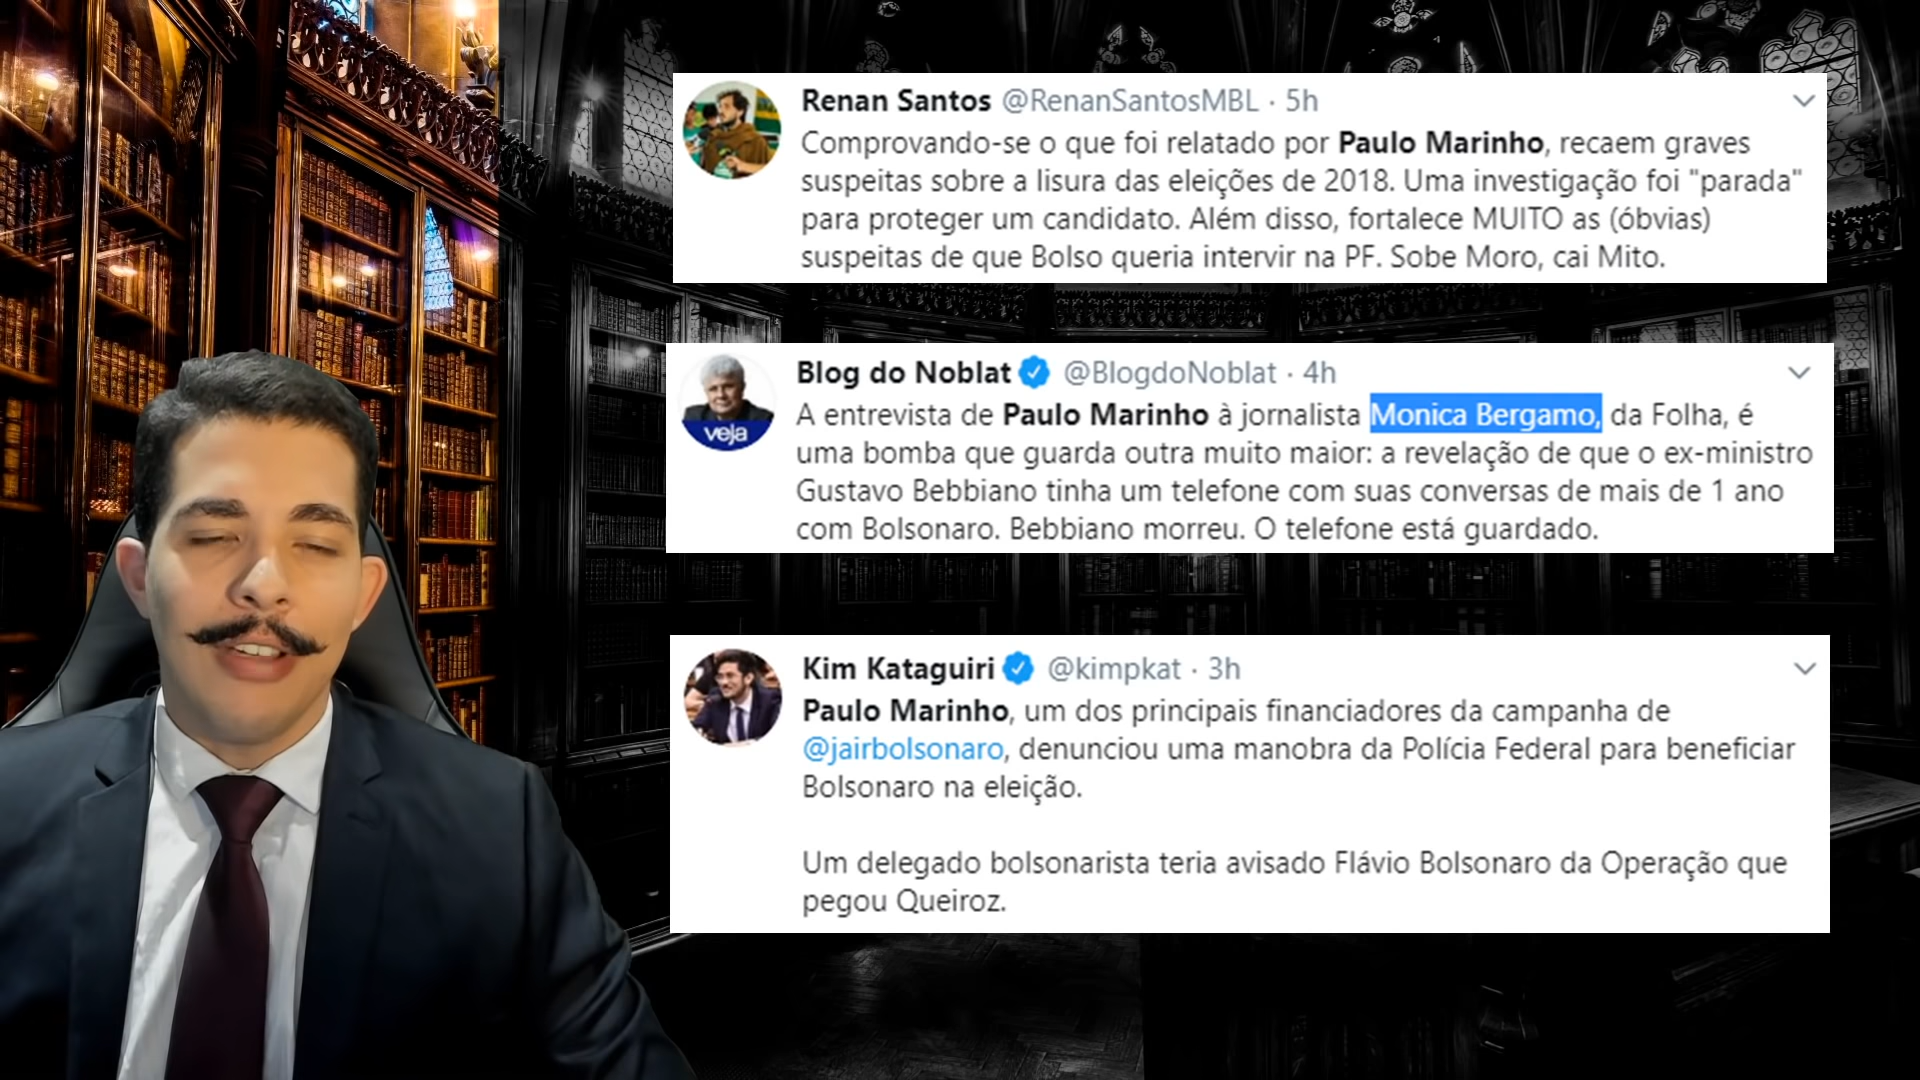 Renan Santos @RenanSantosMBL · 5h
Comprovando-se o que foi relatado por Paulo Marinho, recaem graves
suspeitas sobre a lisura das eleições de 2018. Uma investigação foi "parada"
para proteger um candidato. Além disso, fortalece MUITO as (óbvias)
suspeitas de que Bolso queria intervir na PF. Sobe Moro, cai Mito.
Blog do Noblat @BlogdoNoblat · 4h
veja
A entrevista de Paulo Marinho à jornalista Monica Bergamo, da Folha, é
uma bomba que guarda outra muito maior: a revelação de que o ex-ministro
Gustavo Bebbiano tinha um telefone com suas conversas de mais de 1 ano
com Bolsonaro. Bebbiano morreu. O telefone está guardado.
Kim Kataguiri @kimpkat · 3h
Paulo Marinho, um dos principais financiadores da campanha de
@jairbolsonaro, denunciou uma manobra da Polícia Federal para beneficiar
Bolsonaro na eleição.
Um delegado bolsonarista teria avisado Flávio Bolsonaro da Operação que
pegou Queiroz.